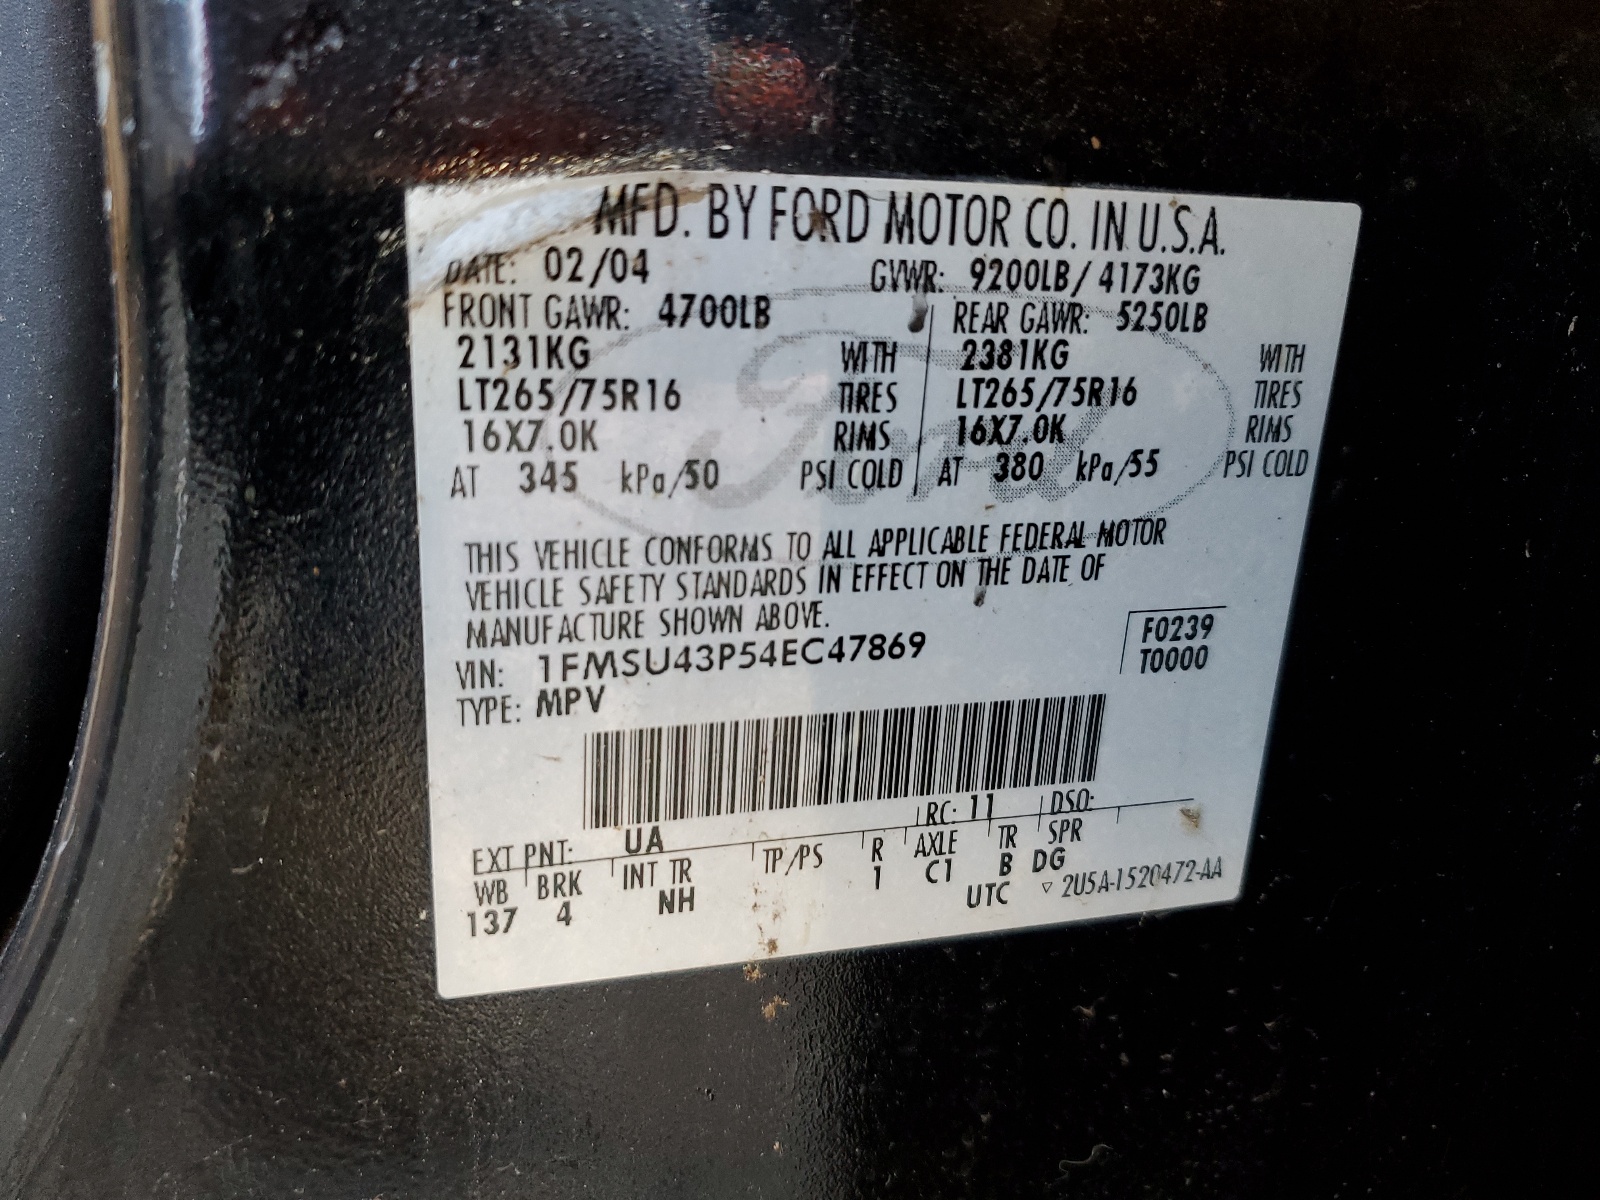 MFD. BY FORD MOTOR CO. IN U.S.A.
DATE: 02/04 GVWR: 9200LB/4173KG
FRONT GAWR: 4700LB REAR GAWR: 5250LB
2131KG WITH 2381KG WITH
LT265/75R16 TIRES LT265/75R16 TIRES
16X7.0K RIMS 16X7.0K RIMS
AT 345 kPa/50 PSI COLD AT 380 kPa/55 PSI COLD
Ford
THIS VEHICLE CONFORMS TO ALL APPLICABLE FEDERAL MOTOR
VEHICLE SAFETY STANDARDS IN EFFECT ON THE DATE OF
MANUFACTURE SHOWN ABOVE.
VIN: 1FMSU43P54EC47869
TYPE: MPV
F0239
T0000
EXT PNT: UA RC: 11 DSO:
WB BRK INT TR TP/PS R AXLE TR SPR
137 4 NH 1 C1 B DG
UTC ▽ 2U5A-1520472-AA